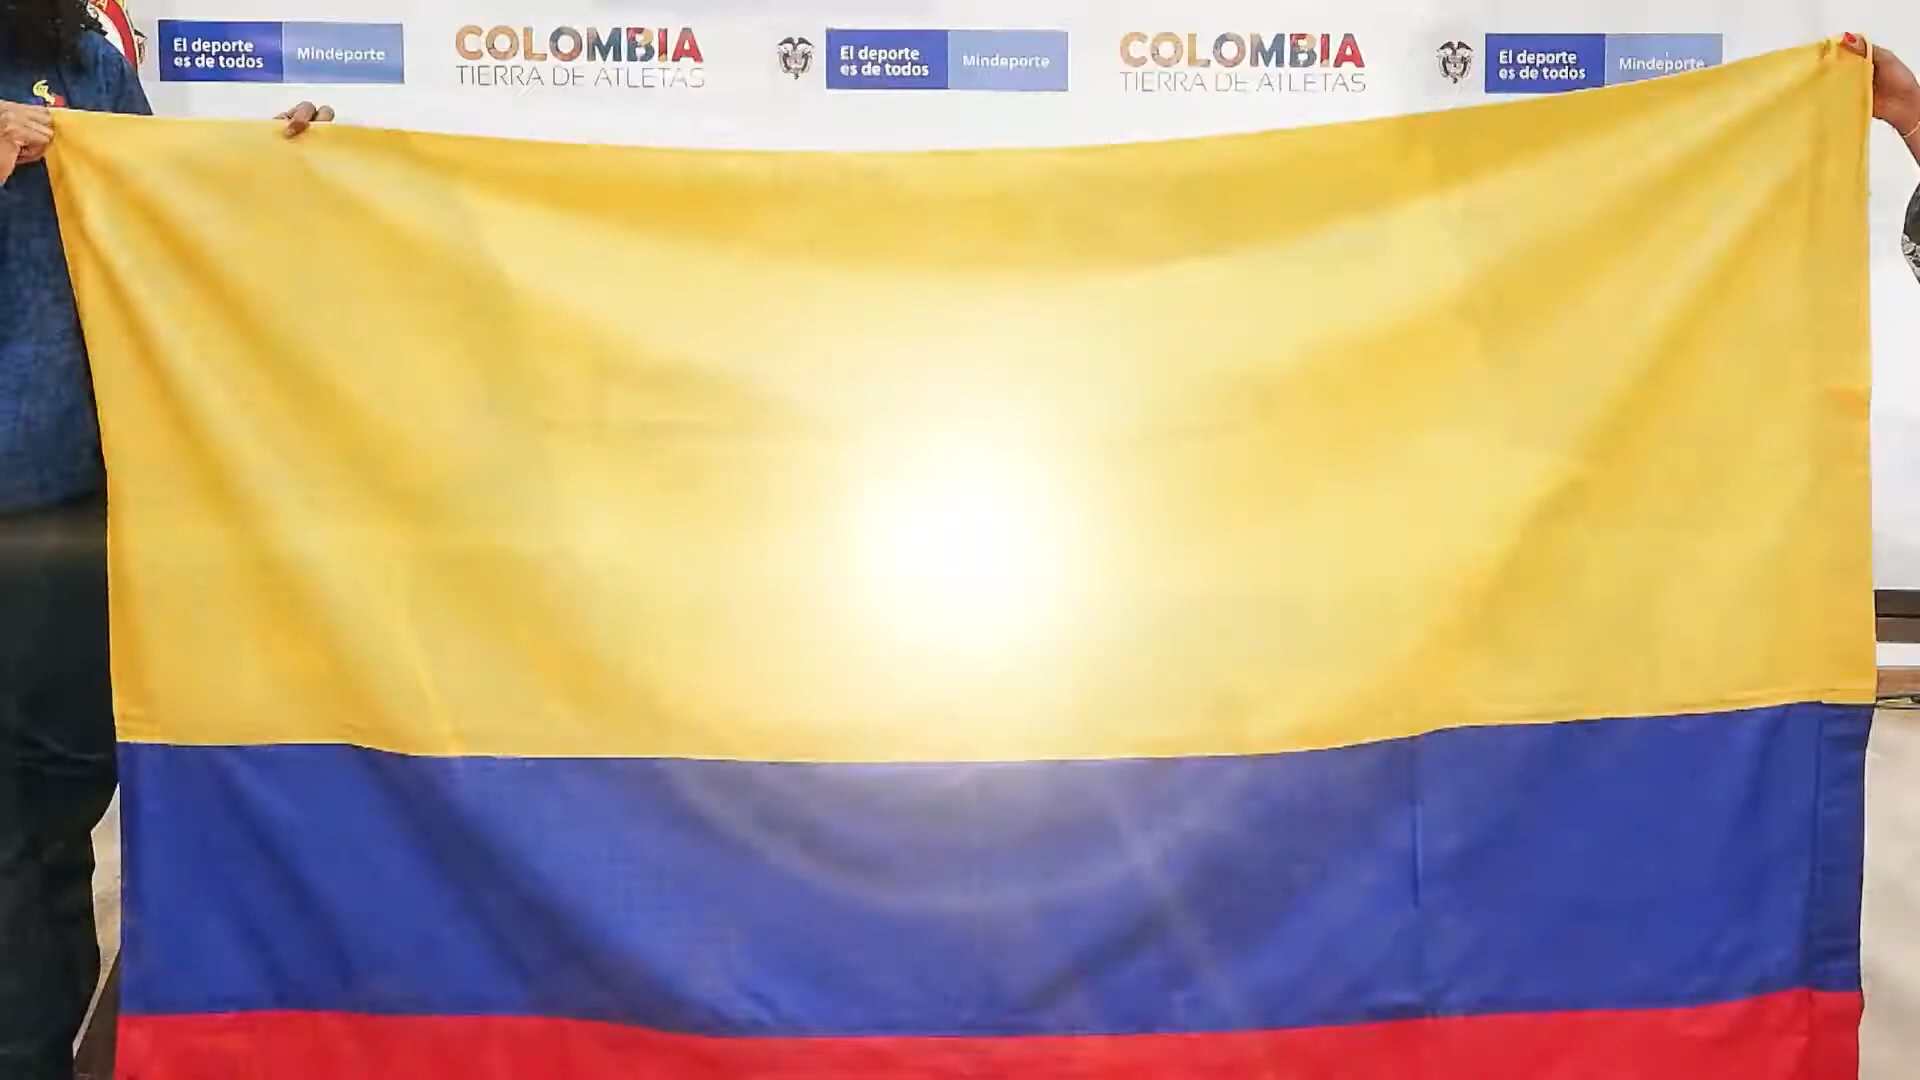 El deporte
es de todos
Mindeporte
COLOMBIA
TIERRA DE ATLETAS
El deporte
es de todos
Mindeporte
COLOMBIA
TIERRA DE ATLETAS
El deporte
es de todos
Mindeporte